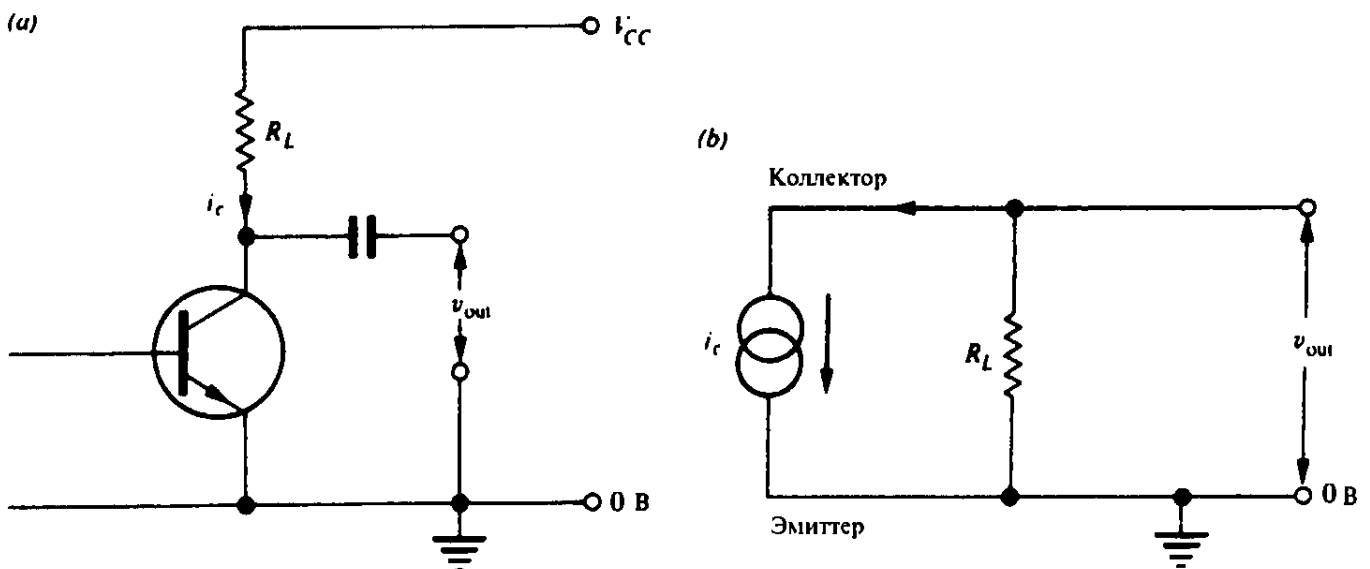 (a)
V_CC
R_L
i_c
v_out
0 В
(b)
Коллектор
i_c
R_L
v_out
0 В
Эмиттер